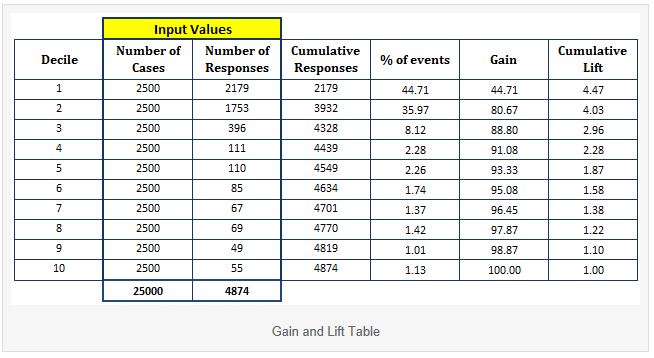 Input Values
Decile Number of Cases Number of Responses Cumulative Responses % of events Gain Cumulative Lift
1 2500 2179 2179 44.71 44.71 4.47
2 2500 1753 3932 35.97 80.67 4.03
3 2500 396 4328 8.12 88.80 2.96
4 2500 111 4439 2.28 91.08 2.28
5 2500 110 4549 2.26 93.33 1.87
6 2500 85 4634 1.74 95.08 1.58
7 2500 67 4701 1.37 96.45 1.38
8 2500 69 4770 1.42 97.87 1.22
9 2500 49 4819 1.01 98.87 1.10
10 2500 55 4874 1.13 100.00 1.00
25000 4874
Gain and Lift Table